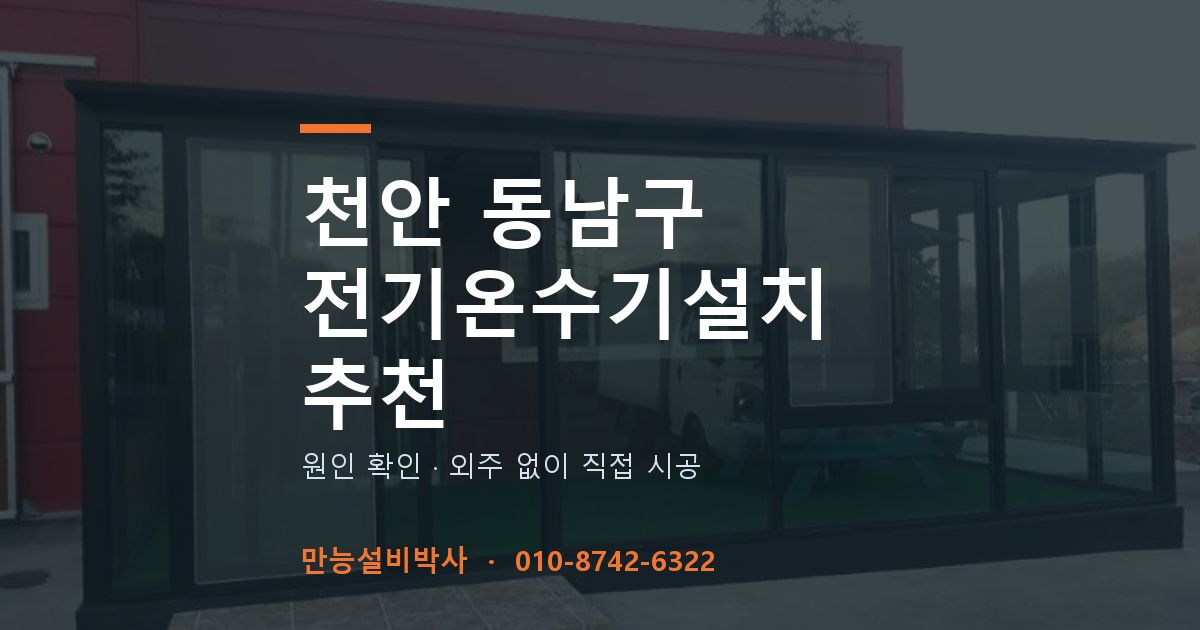 천안 동남구
전기온수기설치
추천
원인 확인 · 외주 없이 직접 시공
만능설비박사 · 010-8742-6322